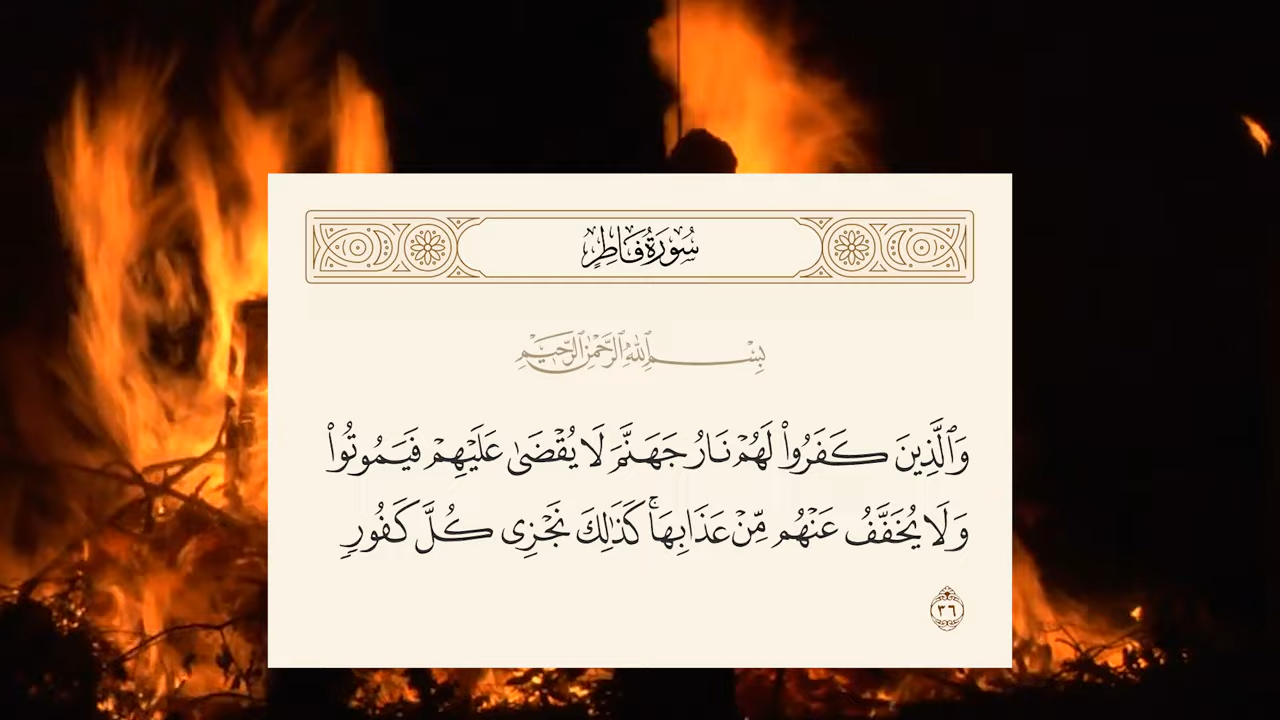 سُورَةُ فَاطِرٍ
بِسْمِ ٱللَّهِ ٱلرَّحْمَٰنِ ٱلرَّحِيمِ
وَٱلَّذِينَ كَفَرُوا۟ لَهُمْ نَارُ جَهَنَّمَ لَا يُقْضَىٰ عَلَيْهِمْ فَيَمُوتُوا۟
وَلَا يُخَفَّفُ عَنْهُم مِّنْ عَذَابِهَا ۚ كَذَٰلِكَ نَجْزِى كُلَّ كَفُورٍ
٣٦